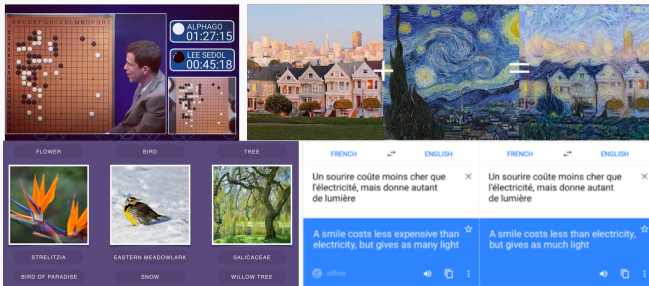 A B C D E F G H J K L M N O P Q R S
ALPHAGO
01:27:15
LEE SEDOL
00:45:18
+
=
FLOWER
BIRD
TREE
STRELITZIA
EASTERN MEADOWLARK
SALICACEAE
BIRD OF PARADISE
SNOW
WILLOW TREE
FRENCH
ENGLISH
Un sourire coûte moins cher que
l'électricité, mais donne autant
de lumière
A smile costs less expensive than
electricity, but gives as many light
offline
FRENCH
ENGLISH
Un sourire coûte moins cher que
l'électricité, mais donne autant
de lumière
A smile costs less than electricity,
but gives as much light